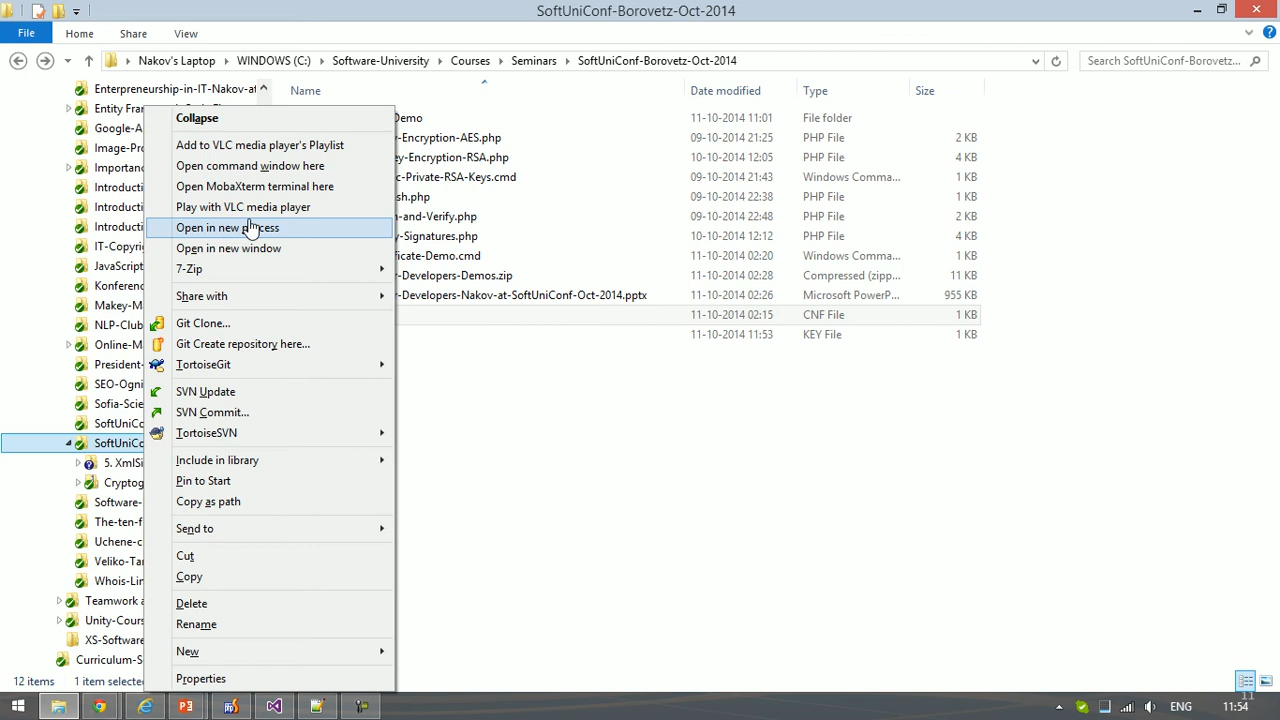 SoftUniConf-Borovetz-Oct-2014
File
Home
Share
View
Nakov's Laptop
WINDOWS (C:)
Software-University
Courses
Seminars
SoftUniConf-Borovetz-Oct-2014
Search SoftUniConf-Borovetz...
Name
Date modified
Type
Size
Enterpreneurship-in-IT-Nakov-at
Entity Fram
Google-A
Image-Pro
Importanc
Introducti
Introducti
Introducti
IT-Copyrig
JavaScript
Konferenc
Makey-M
NLP-Club
Online-M
President-
SEO-Ogni
Sofia-Scie
SoftUniCo
SoftUniCo
5. XmlSi
Cryptog
Software-
The-ten-f
Uchene-c
Veliko-Tar
Whois-Lin
Teamwork a
Unity-Cours
XS-Software
Curriculum-S
Collapse
Add to VLC media player's Playlist
Open command window here
Open MobaXterm terminal here
Play with VLC media player
Open in new process
Open in new window
7-Zip
Share with
Git Clone...
Git Create repository here...
TortoiseGit
SVN Update
SVN Commit...
TortoiseSVN
Include in library
Pin to Start
Copy as path
Send to
Cut
Copy
Delete
Rename
New
Properties
Demo 11-10-2014 11:01 File folder
y-Encryption-AES.php 09-10-2014 21:25 PHP File 2 KB
ey-Encryption-RSA.php 10-10-2014 12:05 PHP File 4 KB
c-Private-RSA-Keys.cmd 09-10-2014 21:43 Windows Comma... 1 KB
sh.php 09-10-2014 22:38 PHP File 1 KB
n-and-Verify.php 09-10-2014 22:48 PHP File 2 KB
y-Signatures.php 10-10-2014 12:12 PHP File 4 KB
ficate-Demo.cmd 11-10-2014 02:20 Windows Comma... 1 KB
y-Developers-Demos.zip 11-10-2014 02:28 Compressed (zipp... 11 KB
y-Developers-Nakov-at-SoftUniConf-Oct-2014.pptx 11-10-2014 02:26 Microsoft PowerP... 955 KB
11-10-2014 02:15 CNF File 1 KB
11-10-2014 11:53 KEY File 1 KB
12 items
1 item selected
11
ENG
11:54